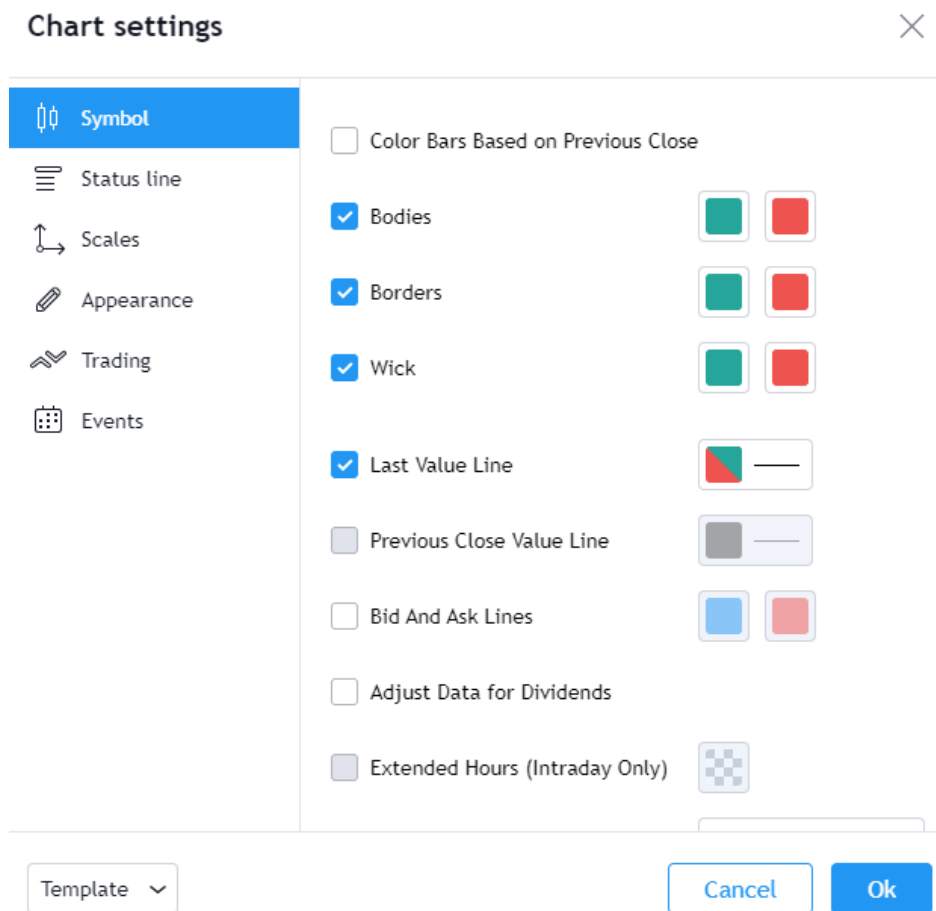 Chart settings
Symbol
Status line
Scales
Appearance
Trading
Events
Color Bars Based on Previous Close
Bodies
Borders
Wick
Last Value Line
Previous Close Value Line
Bid And Ask Lines
Adjust Data for Dividends
Extended Hours (Intraday Only)
Template
Cancel
Ok